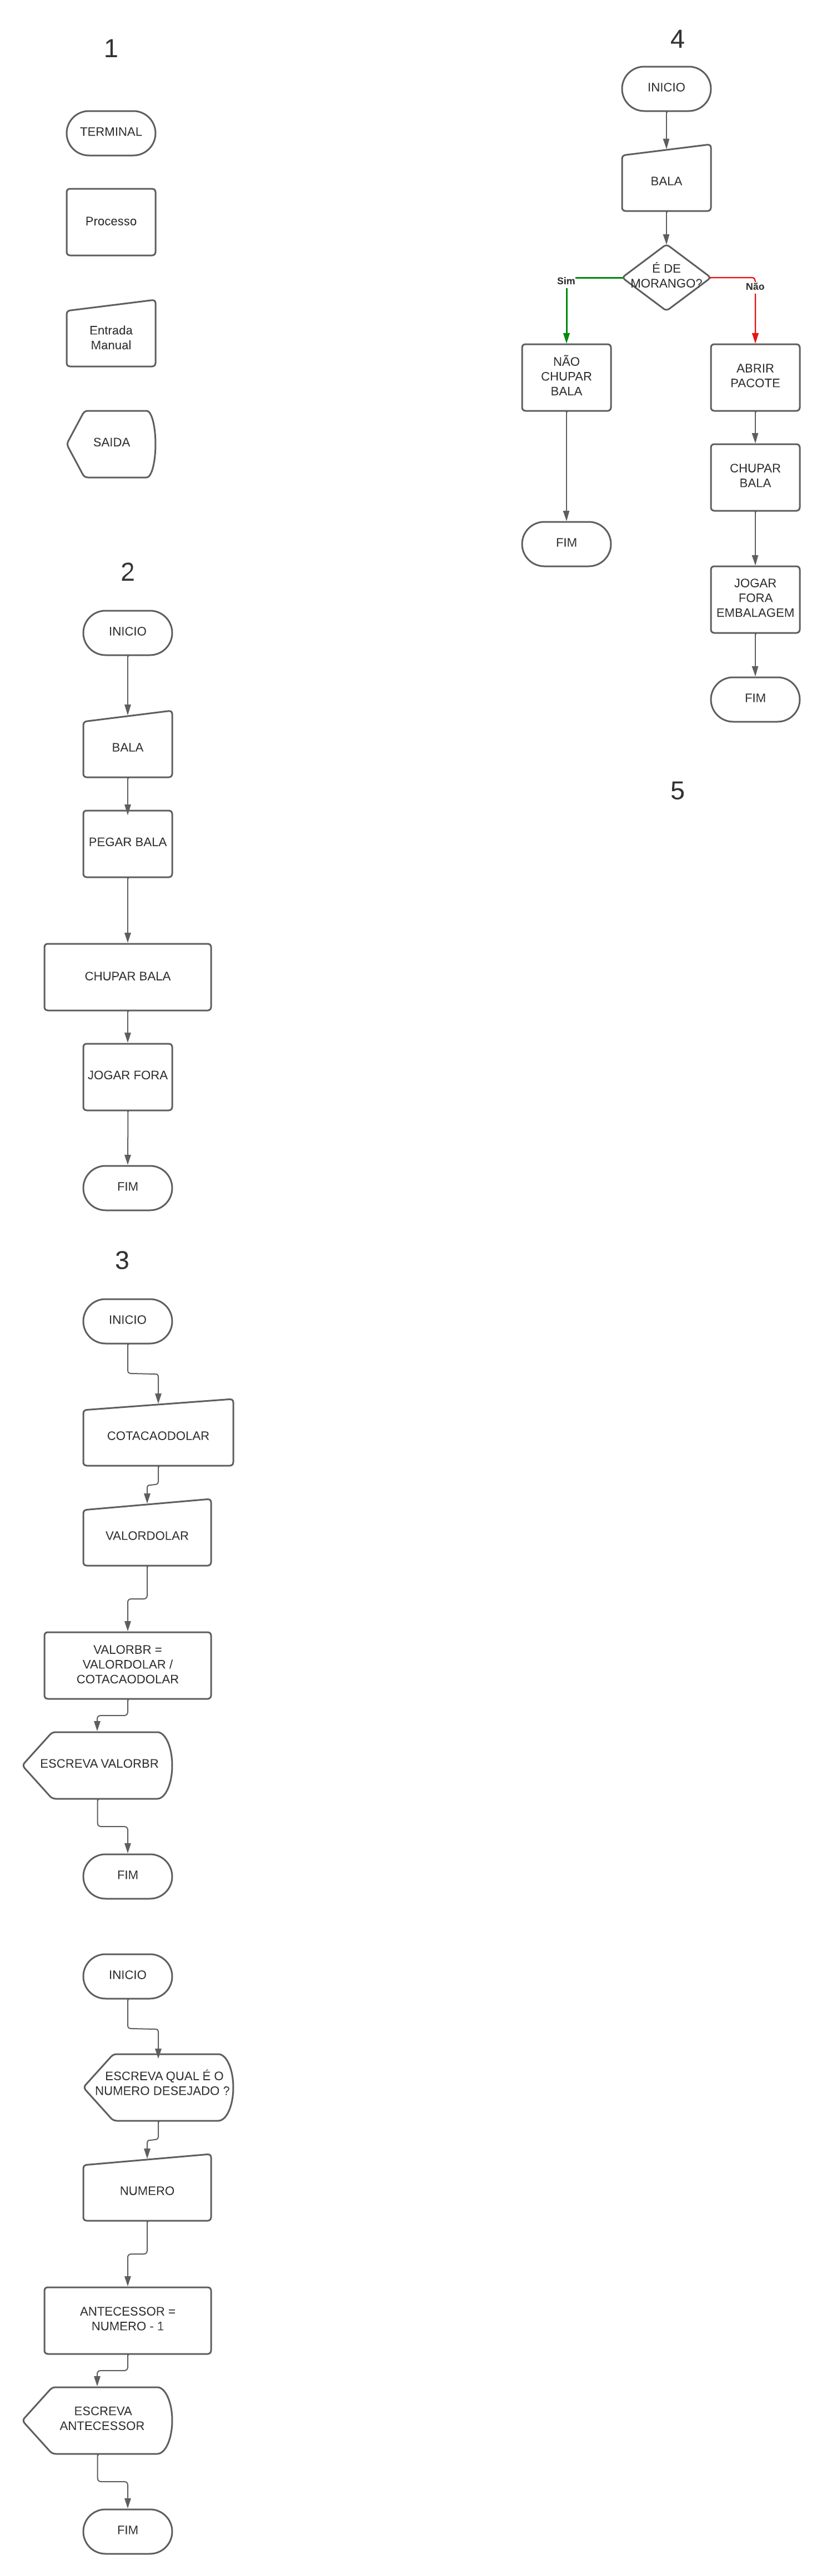 1
TERMINAL
Processo
Entrada
Manual
SAIDA
2
INICIO
BALA
PEGAR BALA
CHUPAR BALA
JOGAR FORA
FIM
3
INICIO
COTACAODOLAR
VALORDOLAR
VALORBR =
VALORDOLAR /
COTACAODOLAR
ESCREVA VALORBR
FIM
INICIO
ESCREVA QUAL É O
NUMERO DESEJADO ?
NUMERO
ANTECESSOR =
NUMERO - 1
ESCREVA
ANTECESSOR
FIM
4
INICIO
BALA
É DE
MORANGO?
Sim
Não
NÃO
CHUPAR
BALA
FIM
ABRIR
PACOTE
CHUPAR
BALA
JOGAR
FORA
EMBALAGEM
FIM
5